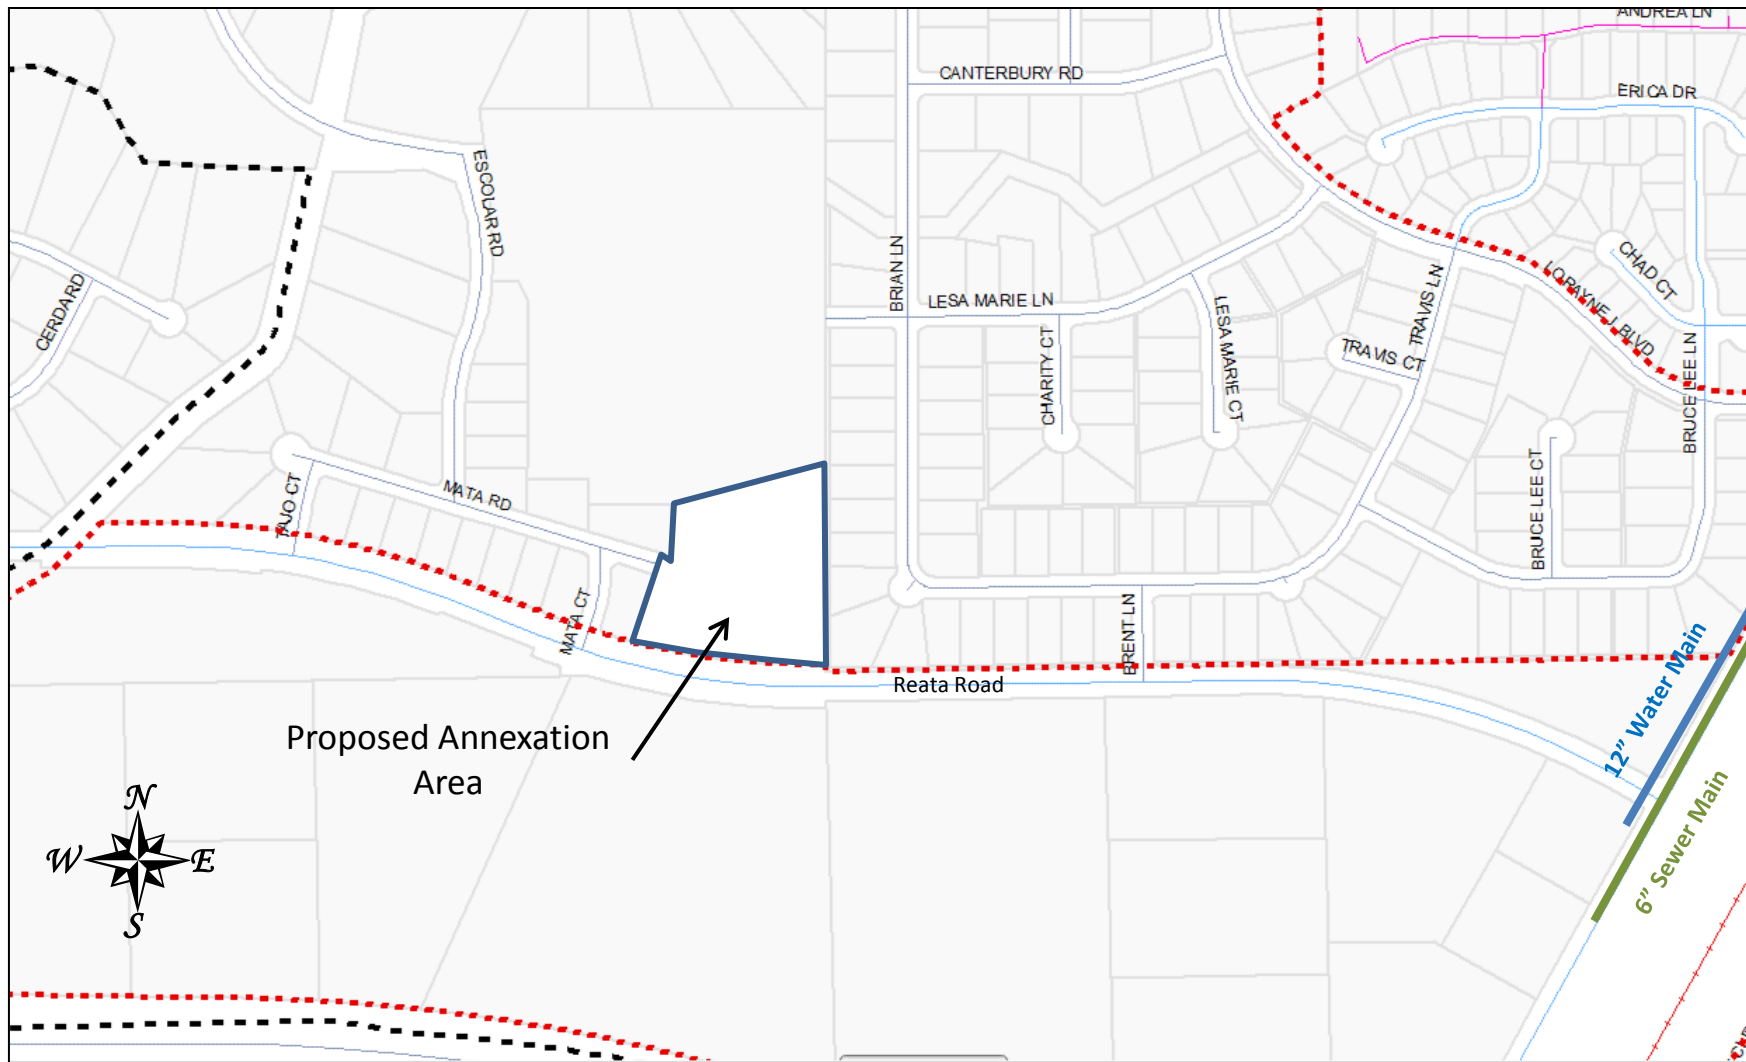 ANDREA LN
CANTERBURY RD
ERICA DR
ESCOLAR RD
BRIAN LN
CHAD CT
CERDA RD
LESA MARIE LN
LORAYNE J BLVD
TRAVIS LN
LESA MARIE CT
CHARITY CT
TRAVIS CT
BRUCE LEE LN
MATA RD
TAJO CT
BRUCE LEE CT
MATA CT
BRENT LN
Reata Road
12” Water Main
6” Sewer Main
Proposed Annexation
Area
N
W E
S